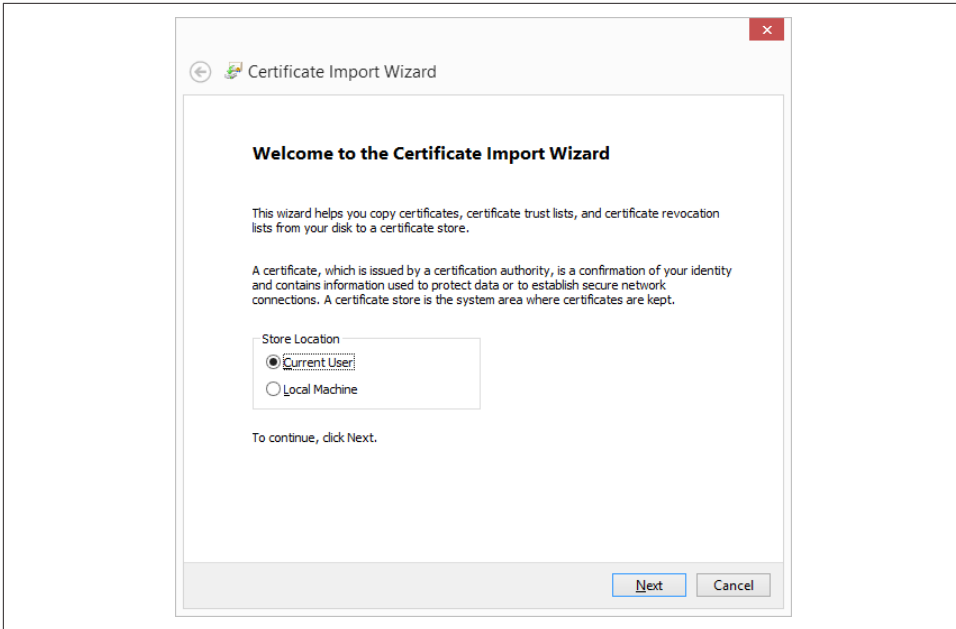 Certificate Import Wizard
Welcome to the Certificate Import Wizard
This wizard helps you copy certificates, certificate trust lists, and certificate revocation
lists from your disk to a certificate store.
A certificate, which is issued by a certification authority, is a confirmation of your identity
and contains information used to protect data or to establish secure network
connections. A certificate store is the system area where certificates are kept.
Store Location
Current User
Local Machine
To continue, click Next.
Next Cancel